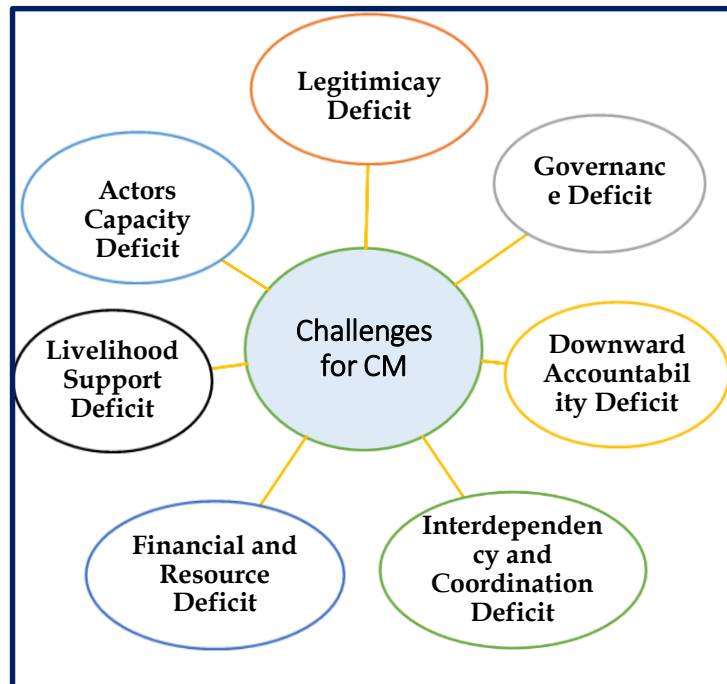 Legitimicay
Deficit
Governanc
e Deficit
Actors
Capacity
Deficit
Challenges
for CM
Livelihood
Support
Deficit
Downward
Accountabil
ity Deficit
Financial and
Resource
Deficit
Interdependen
cy and
Coordination
Deficit